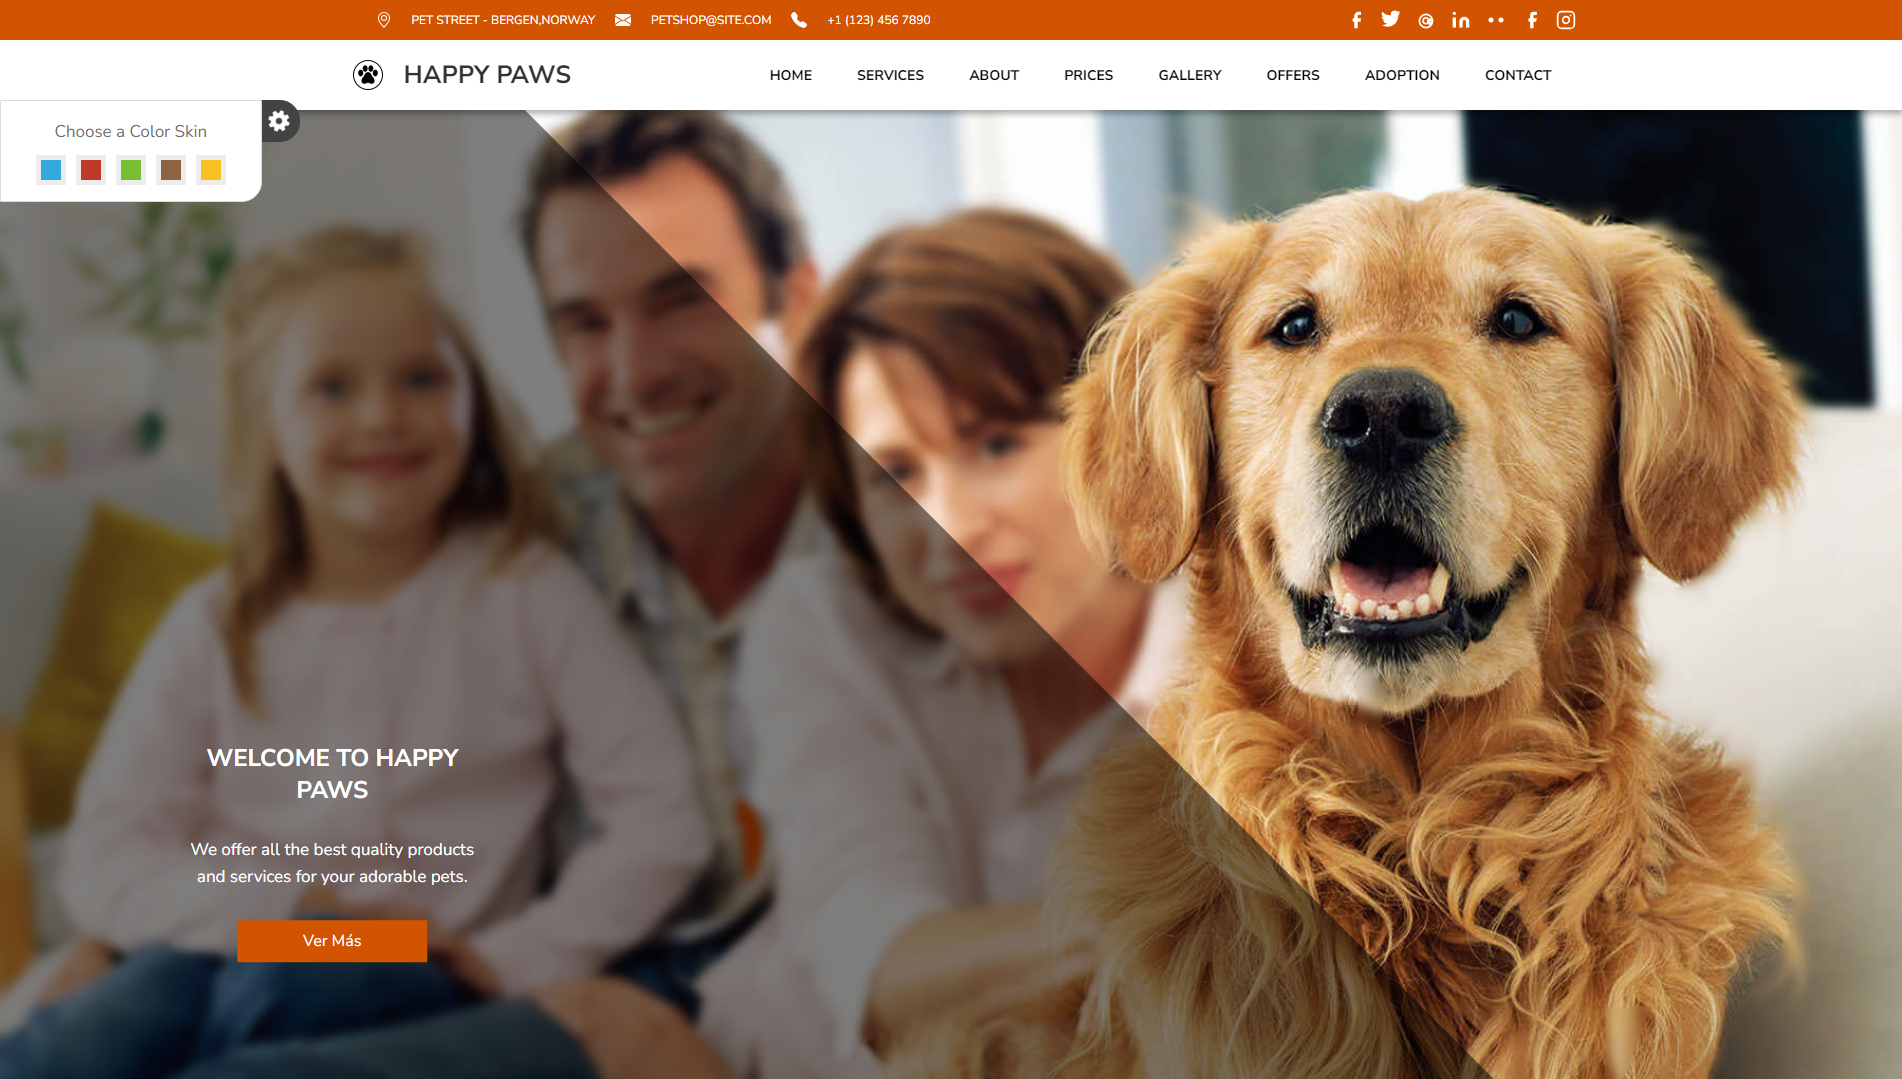 PET STREET - BERGEN,NORWAY PETSHOP@SITE.COM +1 (123) 456 7890
HAPPY PAWS HOME SERVICES ABOUT PRICES GALLERY OFFERS ADOPTION CONTACT
Choose a Color Skin
WELCOME TO HAPPY
PAWS
We offer all the best quality products
and services for your adorable pets.
Ver Más